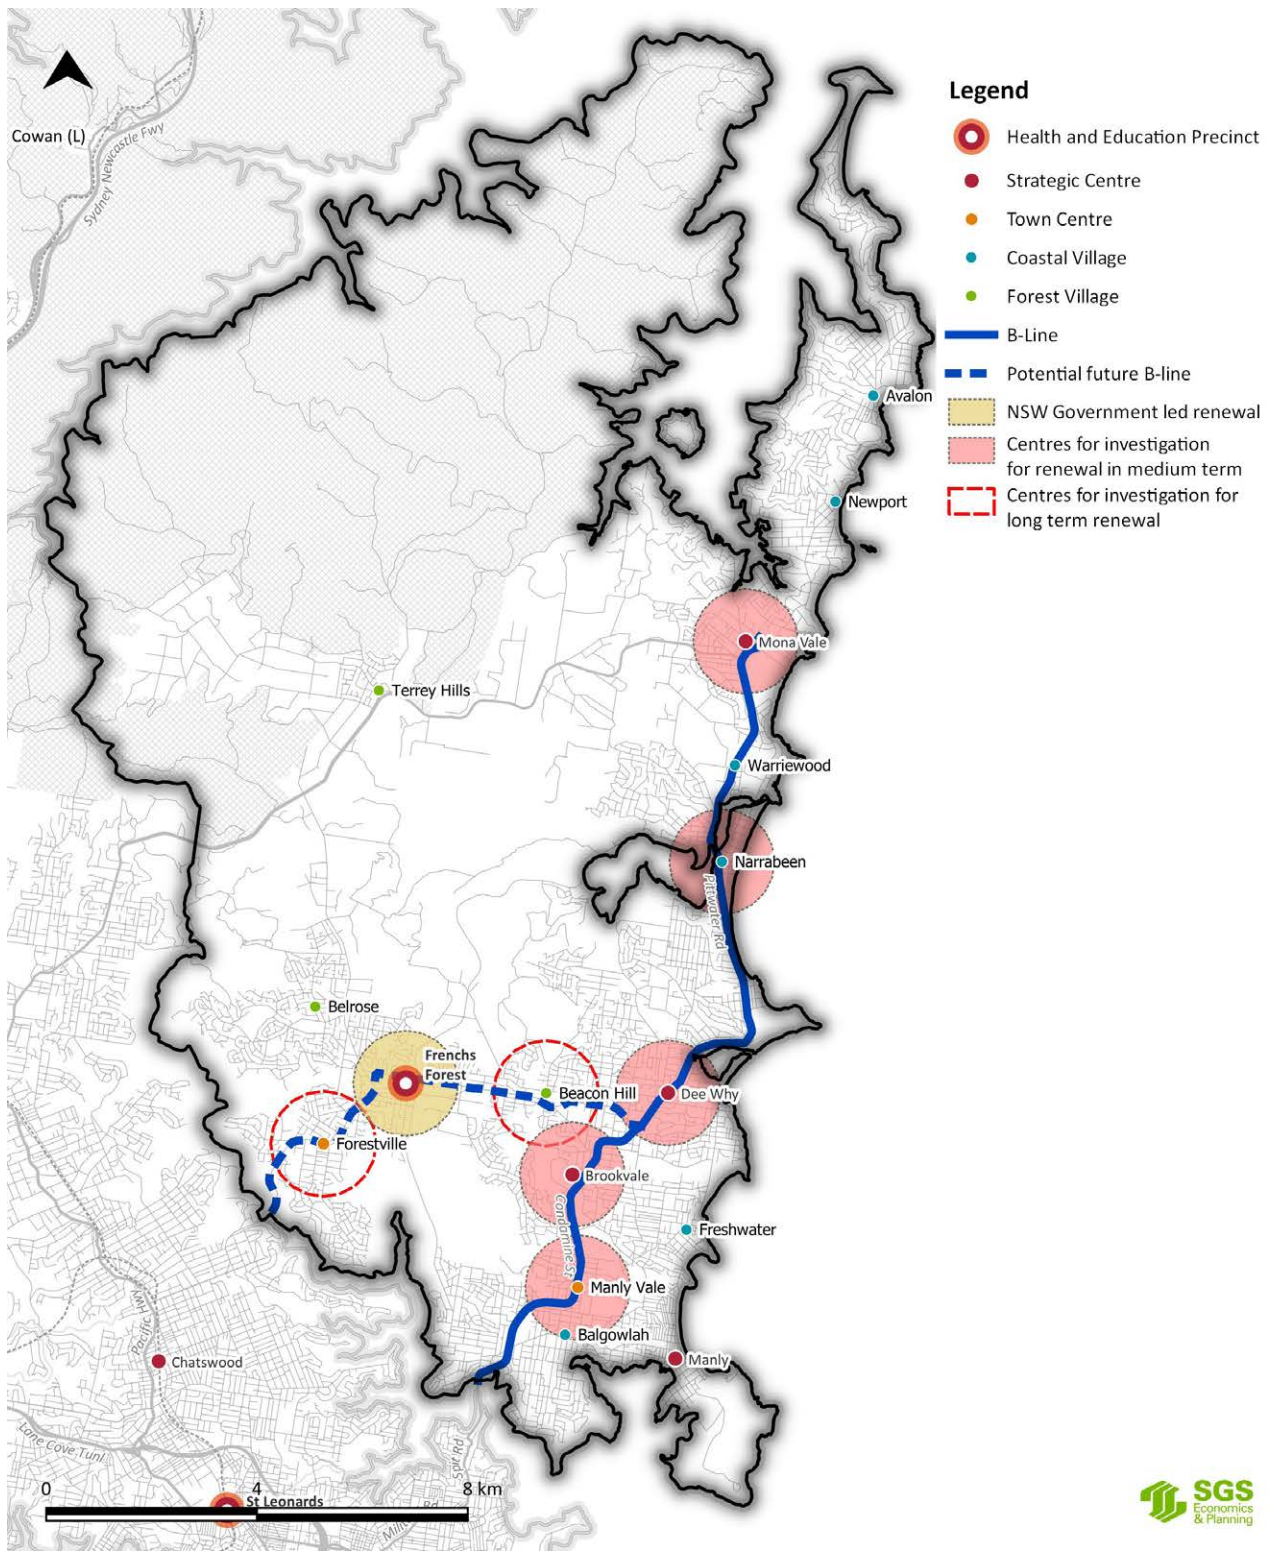 Cowan (L)
Sydney Newcastle Fwy
Legend
Health and Education Precinct
Strategic Centre
Town Centre
Coastal Village
Forest Village
B-Line
Potential future B-line
NSW Government led renewal
Centres for investigation
for renewal in medium term
Centres for investigation for
long term renewal
Avalon
Newport
Mona Vale
Terrey Hills
Warriewood
Narrabeen
Pittwater Rd
Belrose
Frenchs
Forest
Beacon Hill
Dee Why
Forestville
Brookvale
Condamine St
Freshwater
Manly Vale
Balgowlah
Manly
Pacific Hwy
Chatswood
Lane Cove Tunl
Spit Rd
0 4 8 km
St Leonards
Rd
SGS
Economics
& Planning